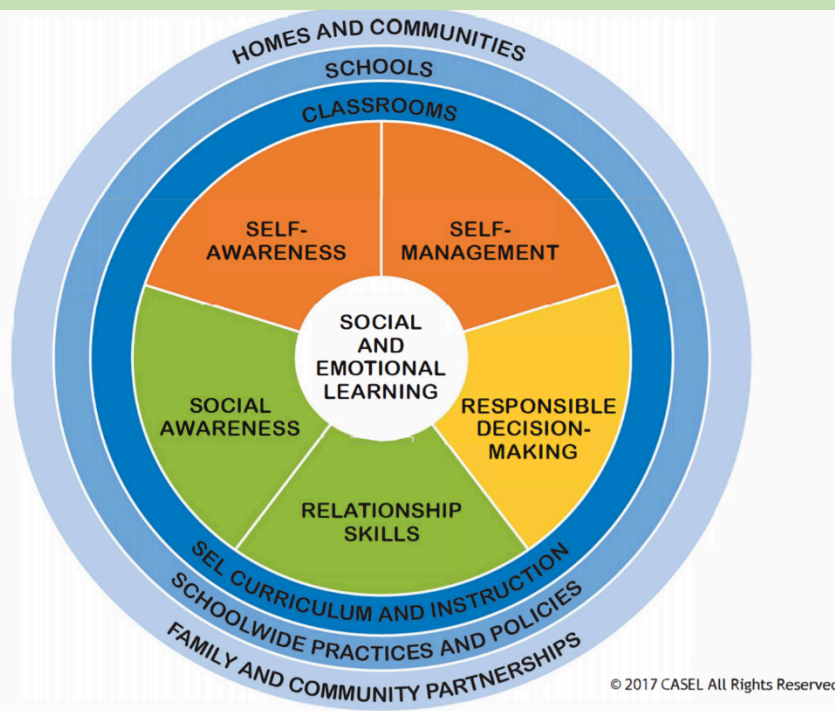 HOMES AND COMMUNITIES
SCHOOLS
CLASSROOMS
SELF-
AWARENESS
SELF-
MANAGEMENT
SOCIAL
AND
EMOTIONAL
LEARNING
SOCIAL
AWARENESS
RESPONSIBLE
DECISION-
MAKING
RELATIONSHIP
SKILLS
SEL CURRICULUM AND INSTRUCTION
SCHOOLWIDE PRACTICES AND POLICIES
FAMILY AND COMMUNITY PARTNERSHIPS
© 2017 CASEL All Rights Reserved